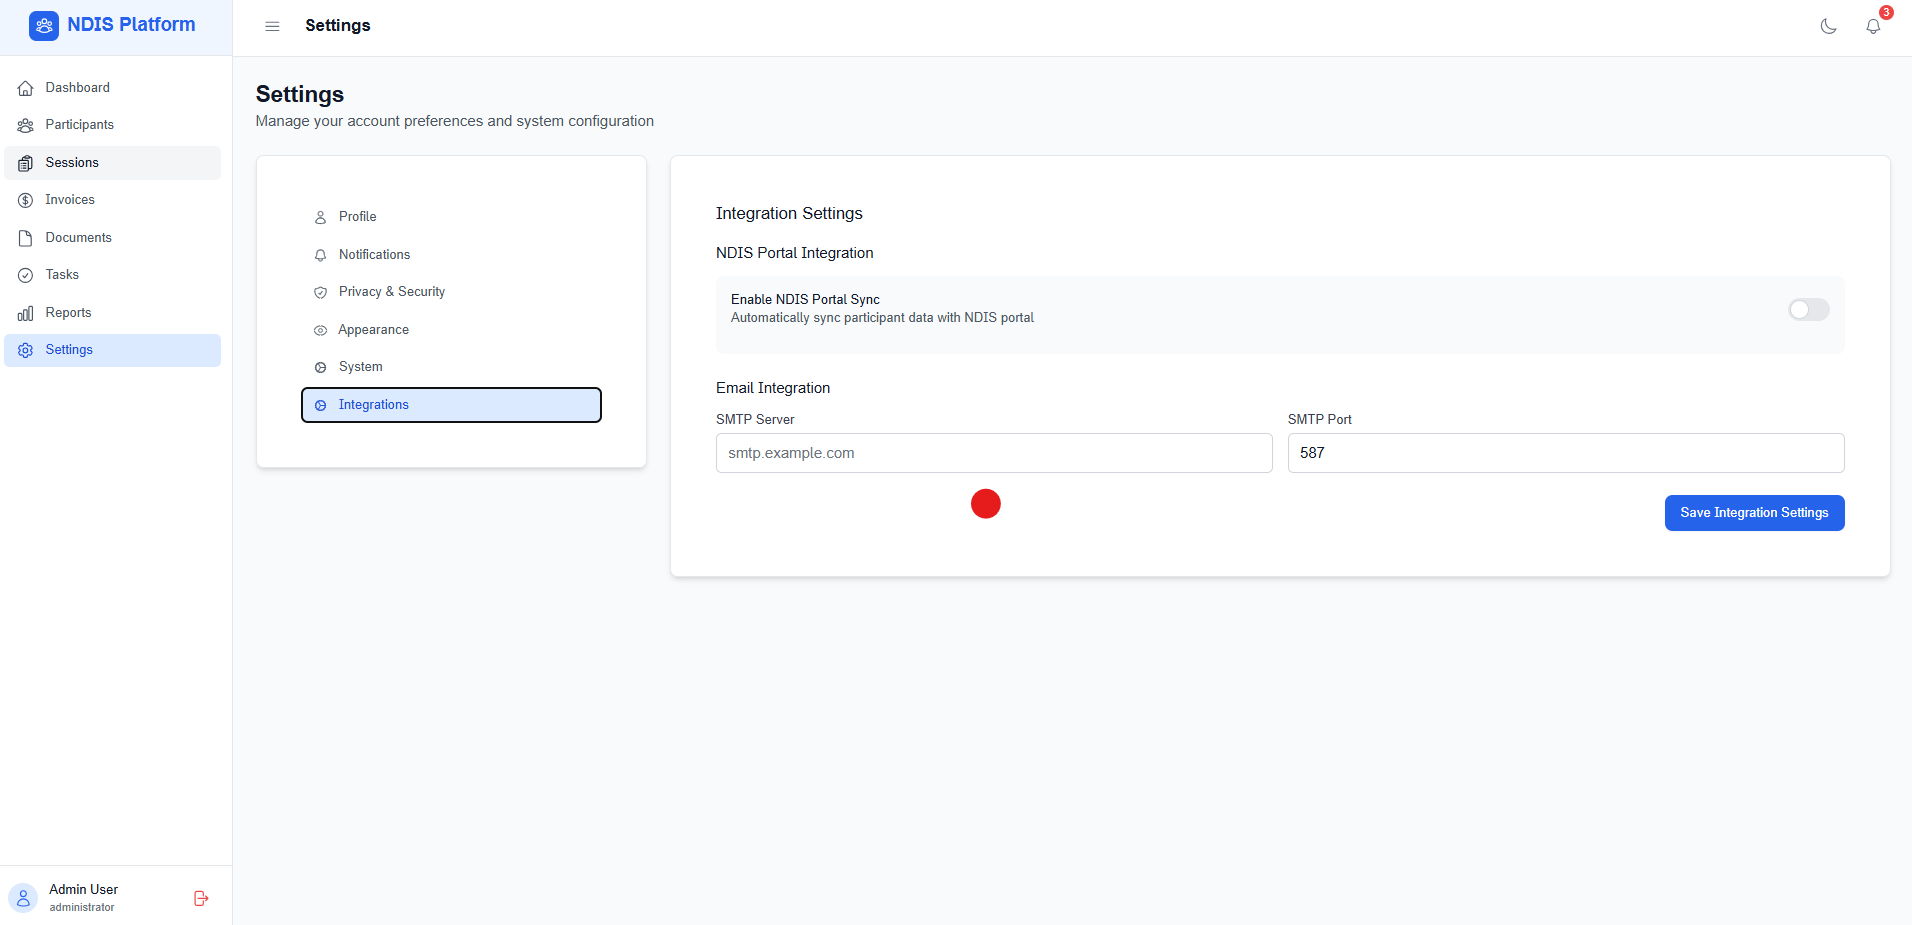 NDIS Platform
Settings
3
Dashboard
Participants
Sessions
Invoices
Documents
Tasks
Reports
Settings
Settings
Manage your account preferences and system configuration
Profile
Notifications
Privacy & Security
Appearance
System
Integrations
Integration Settings
NDIS Portal Integration
Enable NDIS Portal Sync
Automatically sync participant data with NDIS portal
Email Integration
SMTP Server
SMTP Port
smtp.example.com
587
Save Integration Settings
Admin User
administrator